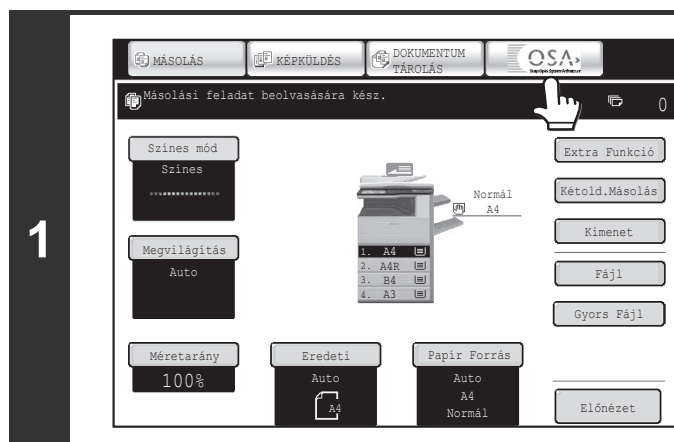 1
MÁSOLÁS
KÉPKÜLDÉS
DOKUMENTUM
TÁROLÁS
OSA
Másolási feladat beolvasására kész.
0
Színes mód
Színes
Normál
A4
Megvilágítás
Auto
1. A4
2. A4R
3. B4
4. A3
Extra Funkció
Kétold.Másolás
Kimenet
Fájl
Gyors Fájl
Méretarány
100%
Eredeti
Auto
A4
Papír Forrás
Auto
A4
Normál
Előnézet